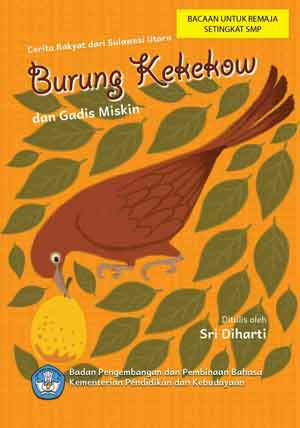 BACAAN UNTUK REMAJA
SETINGKAT SMP
Cerita Rakyat dari Sulawesi Utara
Burung Kekekow
dan Gadis Miskin
Ditulis oleh
Sri Diharti
Badan Pengembangan dan Pembinaan Bahasa
Kementerian Pendidikan dan Kebudayaan